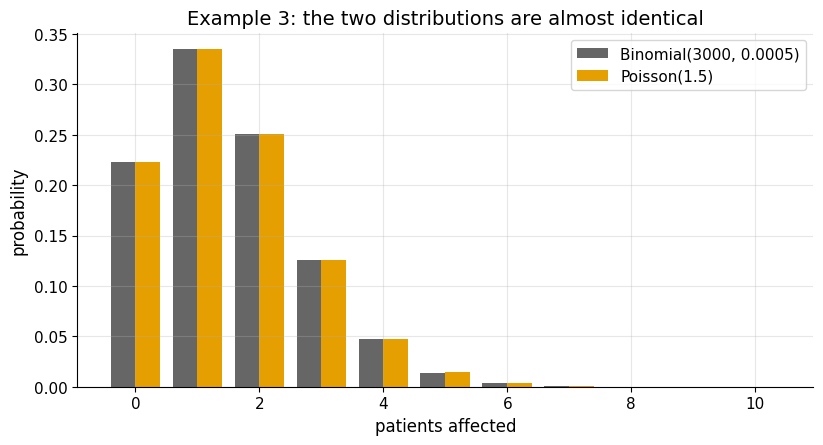 Example 3: the two distributions are almost identical
Binomial(3000, 0.0005)
Poisson(1.5)
probability
0.35
0.30
0.25
0.20
0.15
0.10
0.05
0.00
0 2 4 6 8 10
patients affected